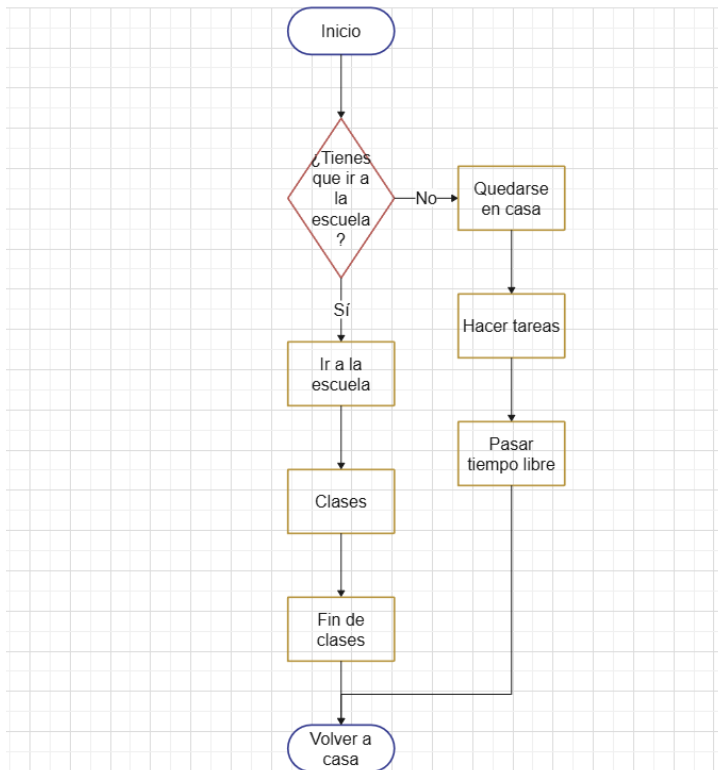 Inicio
¿Tienes
que ir a
la
escuela
?
No
Quedarse
en casa
Sí
Hacer tareas
Ir a la
escuela
Pasar
tiempo libre
Clases
Fin de
clases
Volver a
casa